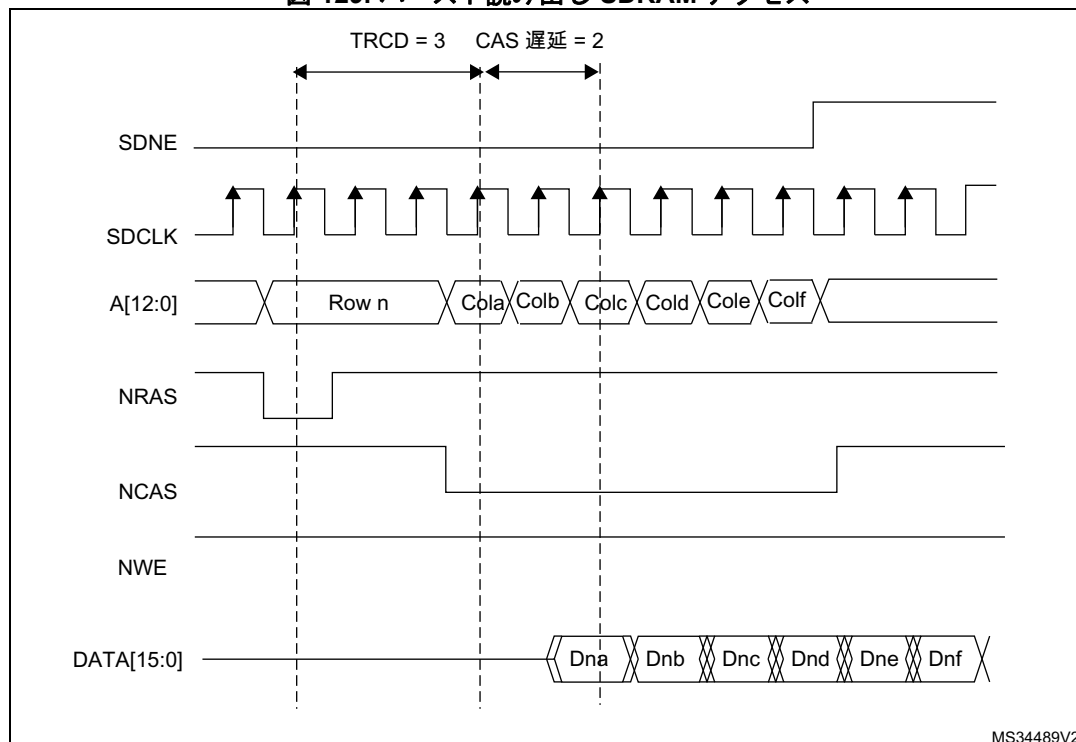 TRCD = 3 CAS 遅延 = 2
SDNE
SDCLK
A[12:0] Row n Cola Colb Colc Cold Cole Colf
NRAS
NCAS
NWE
DATA[15:0] Dna Dnb Dnc Dnd Dne Dnf
MS34489V2